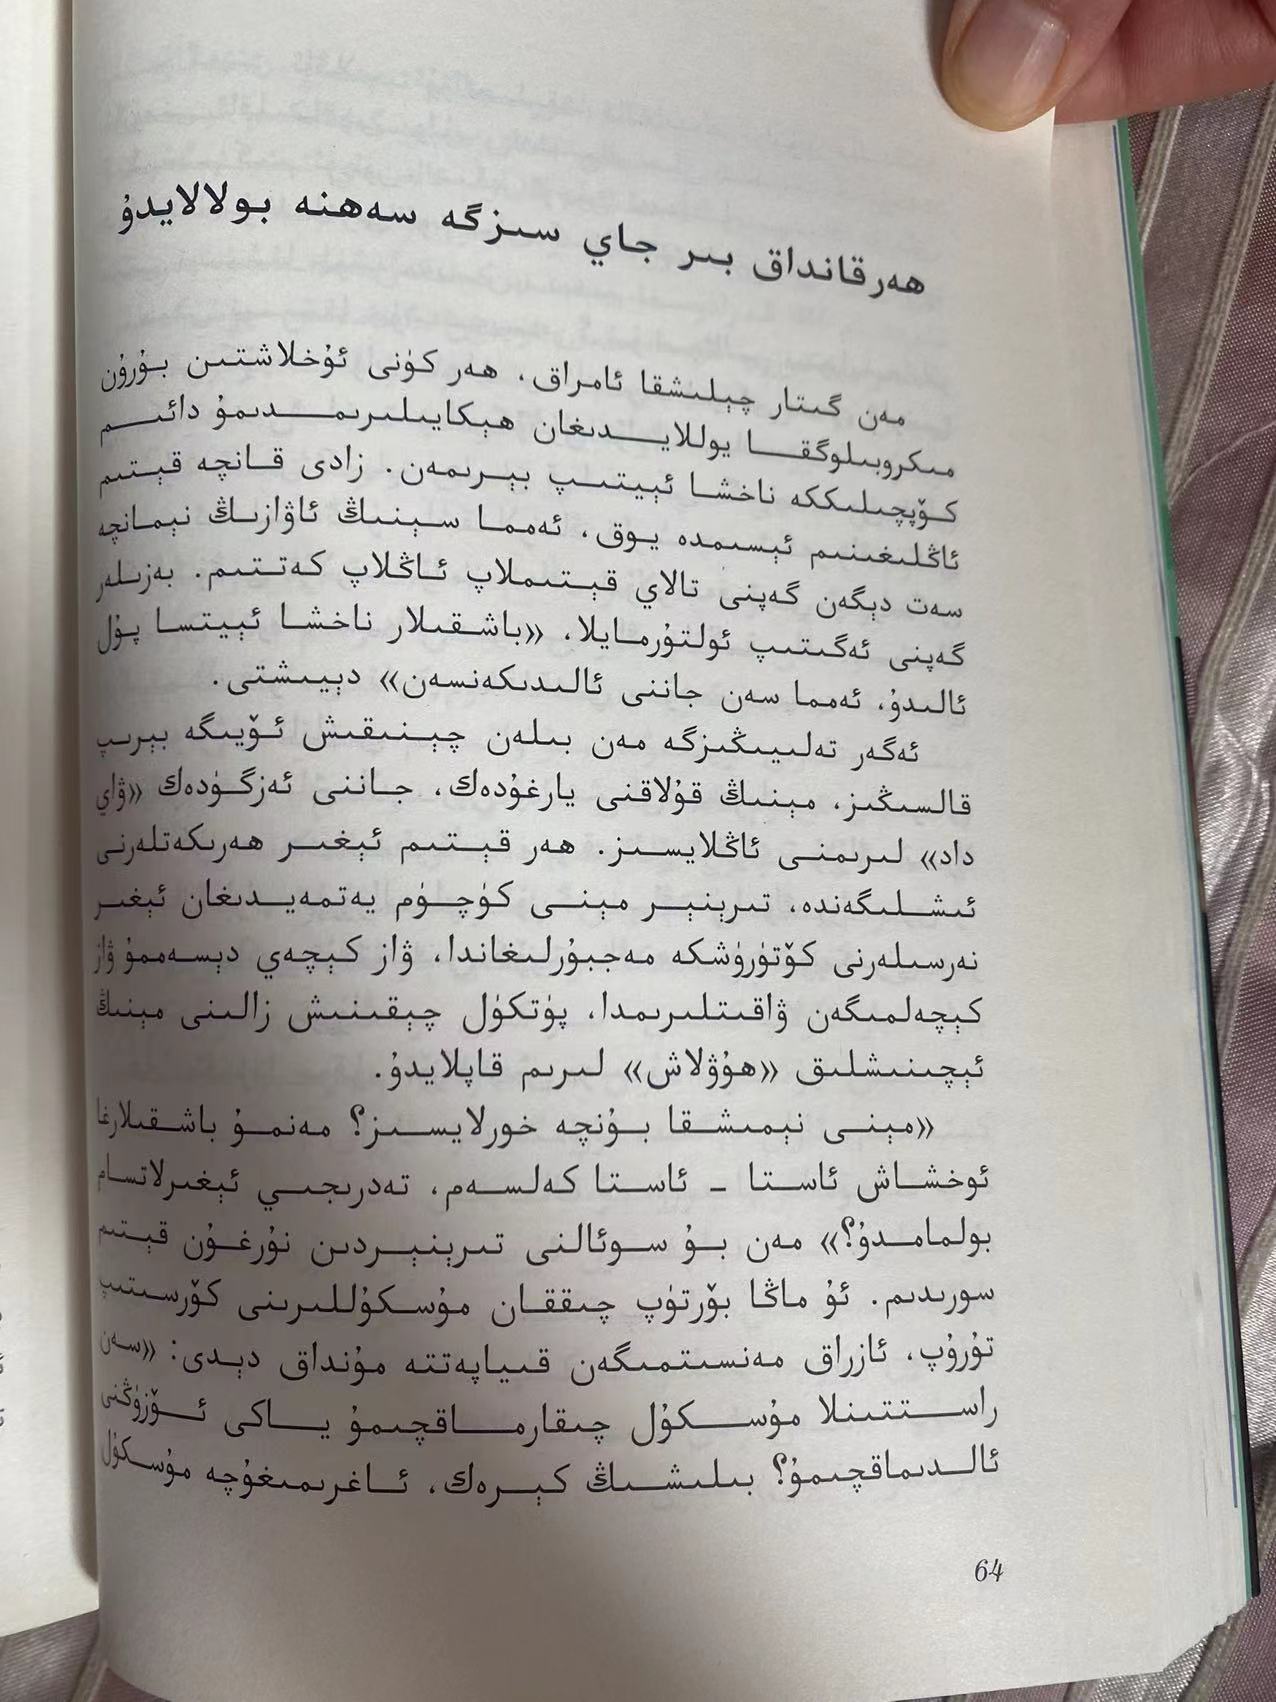 ھەرقانداق بىر جاي سىزگە سەھنە بولالايدۇ
مەن گىتار چېلىشقا ئامراق، ھەر كۈنى ئۇخلاشتىن بۇرۇن
مىكروبىلوگقا يوللايدىغان ھېكايىلىرىمدىمۇ دائىم
كۆپچىلىككە ناخشا ئېيتىپ بېرىمەن. زادى قانچە قېتىم
ئاڭلىغىنىم ئېسىمدە يوق، ئەمما سېنىڭ ئاۋازىڭ نېمانچە
سەت دېگەن گەپنى تالاي قېتىملاپ ئاڭلاپ كەتتىم. بەزىلەر
گەپنى ئەگىتىپ ئولتۇرمايلا، «باشقىلار ناخشا ئېيتسا پۇل
ئالىدۇ، ئەمما سەن جاننى ئالىدىكەنسەن» دېيىشتى.
ئەگەر تەلىيىڭىزگە مەن بىلەن چېنىقىش ئۆيىگە بېرىپ
قالسىڭىز، مېنىڭ قۇلاقنى يارغۇدەك، جاننى ئەزگۈدەك «ۋاي
داد» لىرىمنى ئاڭلايسىز. ھەر قېتىم ئېغىر ھەرىكەتلەرنى
ئىشلىگەندە، تىرېنېر مېنى كۈچۈم يەتمەيدىغان ئېغىر
نەرسىلەرنى كۆتۈرۈشكە مەجبۇرلىغاندا، ۋاز كېچەي دېسەممۇ ۋاز
كېچەلمىگەن ۋاقىتلىرىمدا، پۈتكۈل چېقىنىش زالىنى مېنىڭ
ئېچىنىشلىق «ھۇۋلاش» لىرىم قاپلايدۇ.
«مېنى نېمىشقا بۇنچە خورلايسىز؟ مەنمۇ باشقىلارغا
ئوخشاش ئاستا ـ ئاستا كەلسەم، تەدرىجىي ئېغىرلاتسام
بولمامدۇ؟» مەن بۇ سوئالنى تىرېنېردىن نۇرغۇن قېتىم
سورىدىم. ئۇ ماڭا بۆرتۈپ چىققان مۇسكۇللىرىنى كۆرسىتىپ
تۇرۇپ، ئازراق مەنسىتمىگەن قىياپەتتە مۇنداق دېدى: «سەن
راستتىنلا مۇسكۇل چىقارماقچىمۇ ياكى ئۆزۈڭنى
ئالدىماقچىمۇ؟ بىلىشىڭ كېرەك، ئاغرىمىغۇچە مۇسكۇل
64